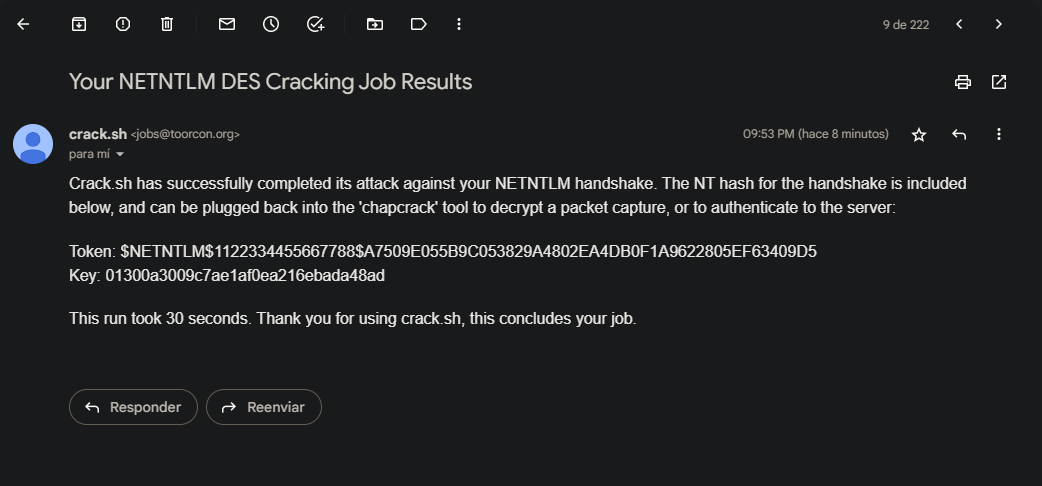 9 de 222
Your NETNTLM DES Cracking Job Results
crack.sh <jobs@toorcon.org>
09:53 PM (hace 8 minutos)
para mí
Crack.sh has successfully completed its attack against your NETNTLM handshake. The NT hash for the handshake is included
below, and can be plugged back into the 'chapcrack' tool to decrypt a packet capture, or to authenticate to the server:
Token: $NETNTLM$1122334455667788$A7509E055B9C053829A4802EA4DB0F1A9622805EF63409D5
Key: 01300a3009c7ae1af0ea216ebada48ad
This run took 30 seconds. Thank you for using crack.sh, this concludes your job.
Responder
Reenviar